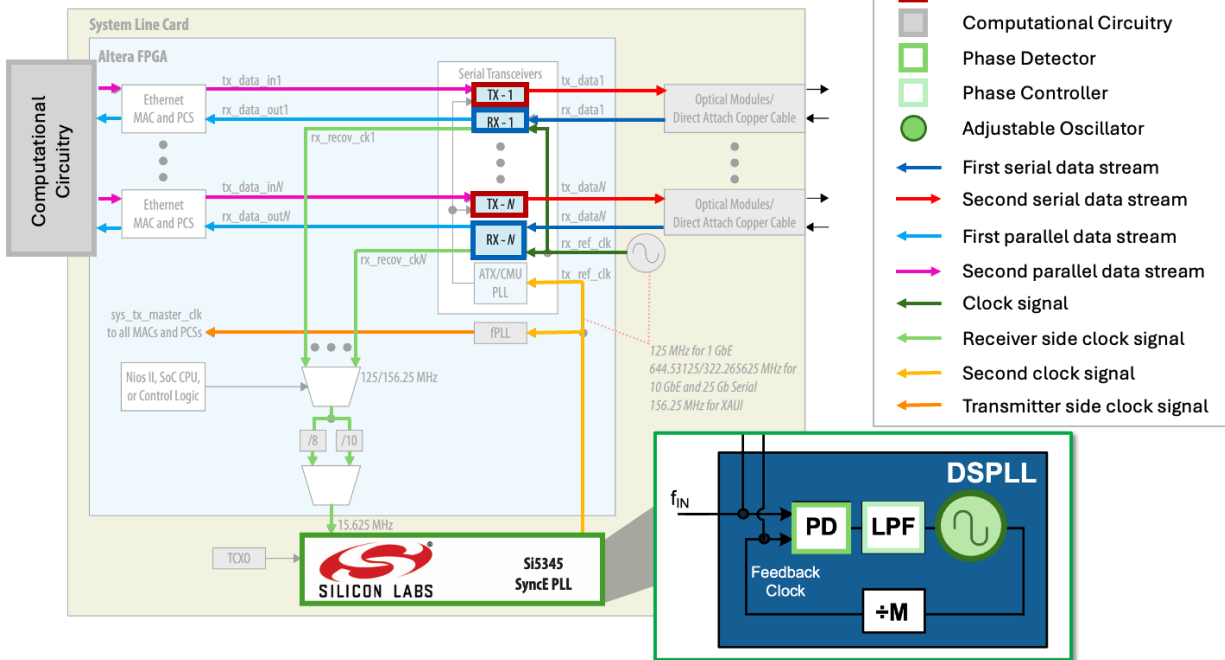 System Line Card
Altera FPGA
Computational
Circuitry
Ethernet
MAC and PCS
tx_data_in1
rx_data_out1
rx_recov_ck1
Serial Transceivers
TX - 1
RX - 1
tx_data1
rx_data1
Optical Modules/
Direct Attach Copper Cable
Ethernet
MAC and PCS
tx_data_inN
rx_data_outN
rx_recov_ckN
TX - N
RX - N
tx_dataN
rx_dataN
rx_ref_clk
tx_ref_clk
Optical Modules/
Direct Attach Copper Cable
ATX/CMU
PLL
sys_tx_master_clk
to all MACs and PCSs
fPLL
Nios II, SoC CPU,
or Control Logic
125/156.25 MHz
125 MHz for 1 GbE
644.53125/322.265625 MHz for
10 GbE and 25 Gb Serial
156.25 MHz for XAUI
/8
/10
15.625 MHz
TCXO
SILICON LABS
Si5345
SyncE PLL
Computational Circuitry
Phase Detector
Phase Controller
Adjustable Oscillator
First serial data stream
Second serial data stream
First parallel data stream
Second parallel data stream
Clock signal
Receiver side clock signal
Second clock signal
Transmitter side clock signal
DSPLL
fIN
PD
LPF
Feedback
Clock
÷M